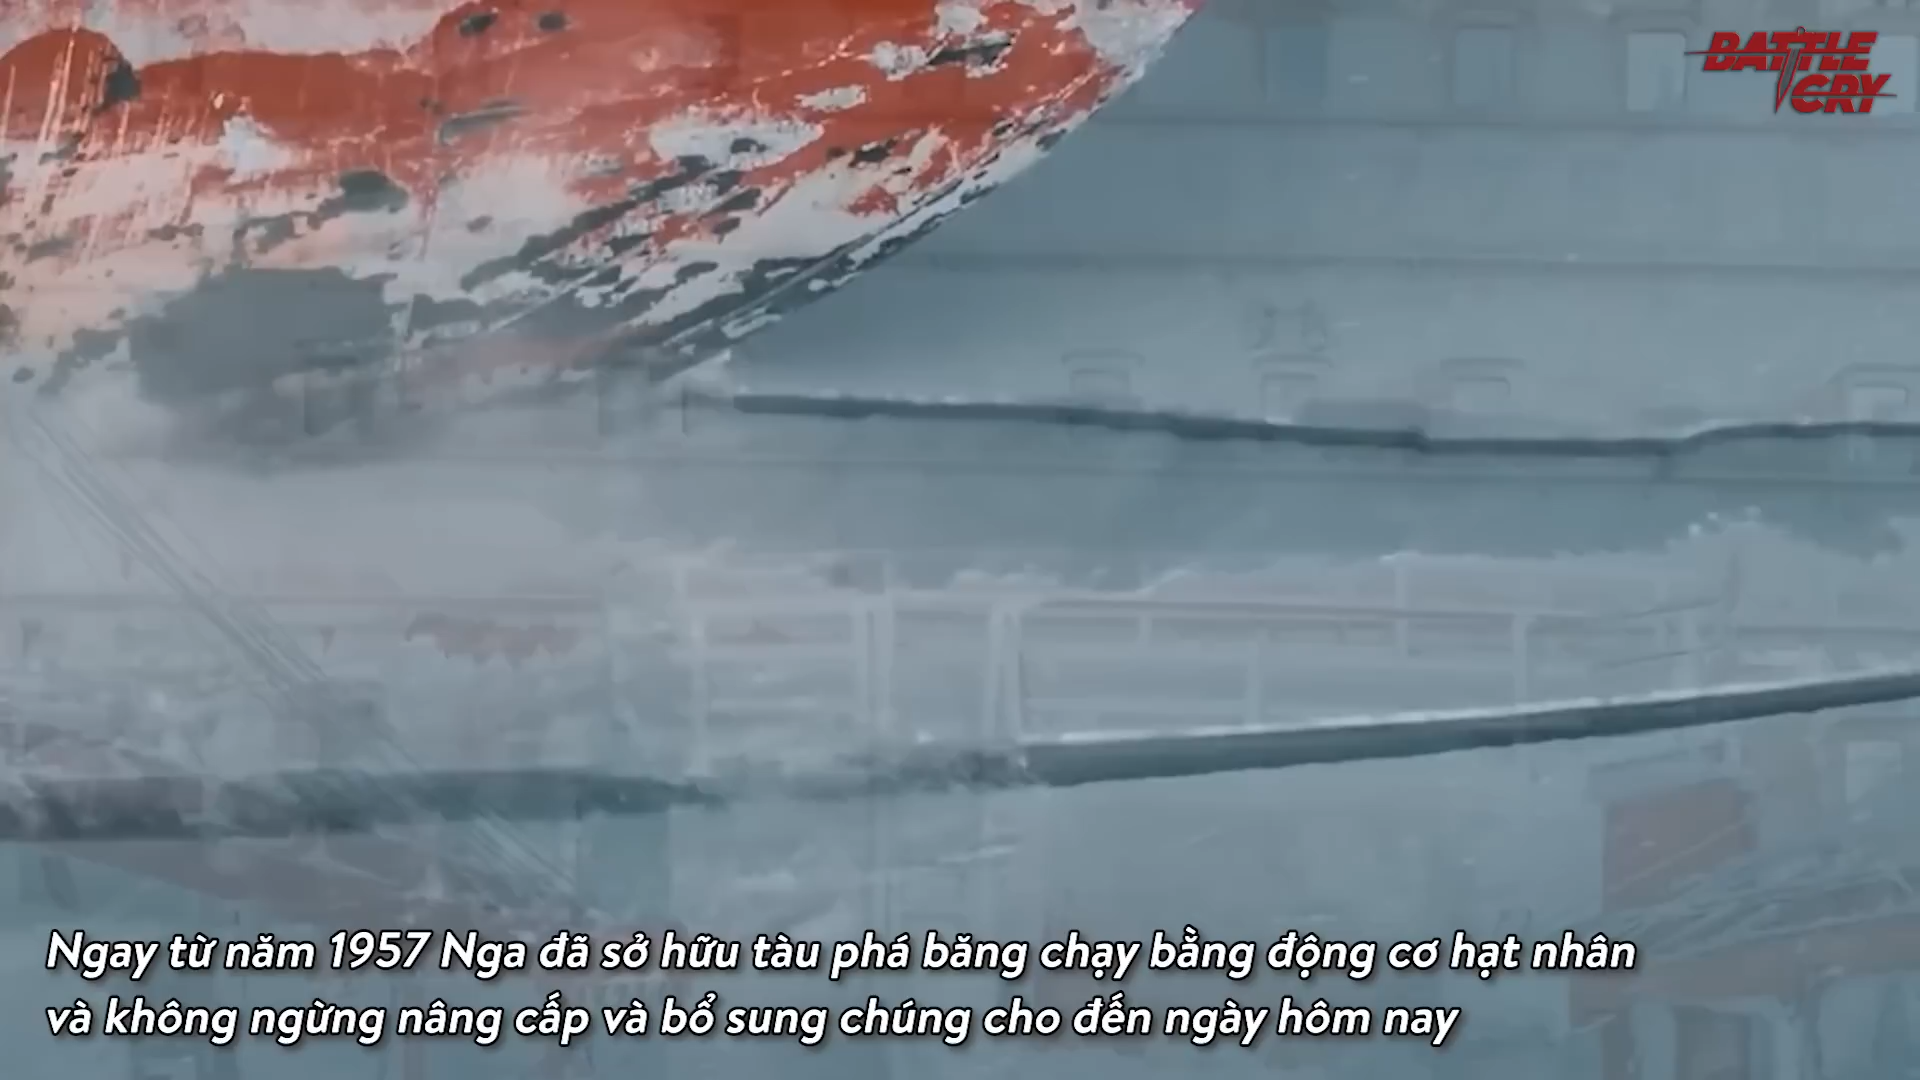 BATTLE
CRY
Ngay từ năm 1957 Nga đã sở hữu tàu phá băng chạy bằng động cơ hạt nhân
và không ngừng nâng cấp và bổ sung chúng cho đến ngày hôm nay